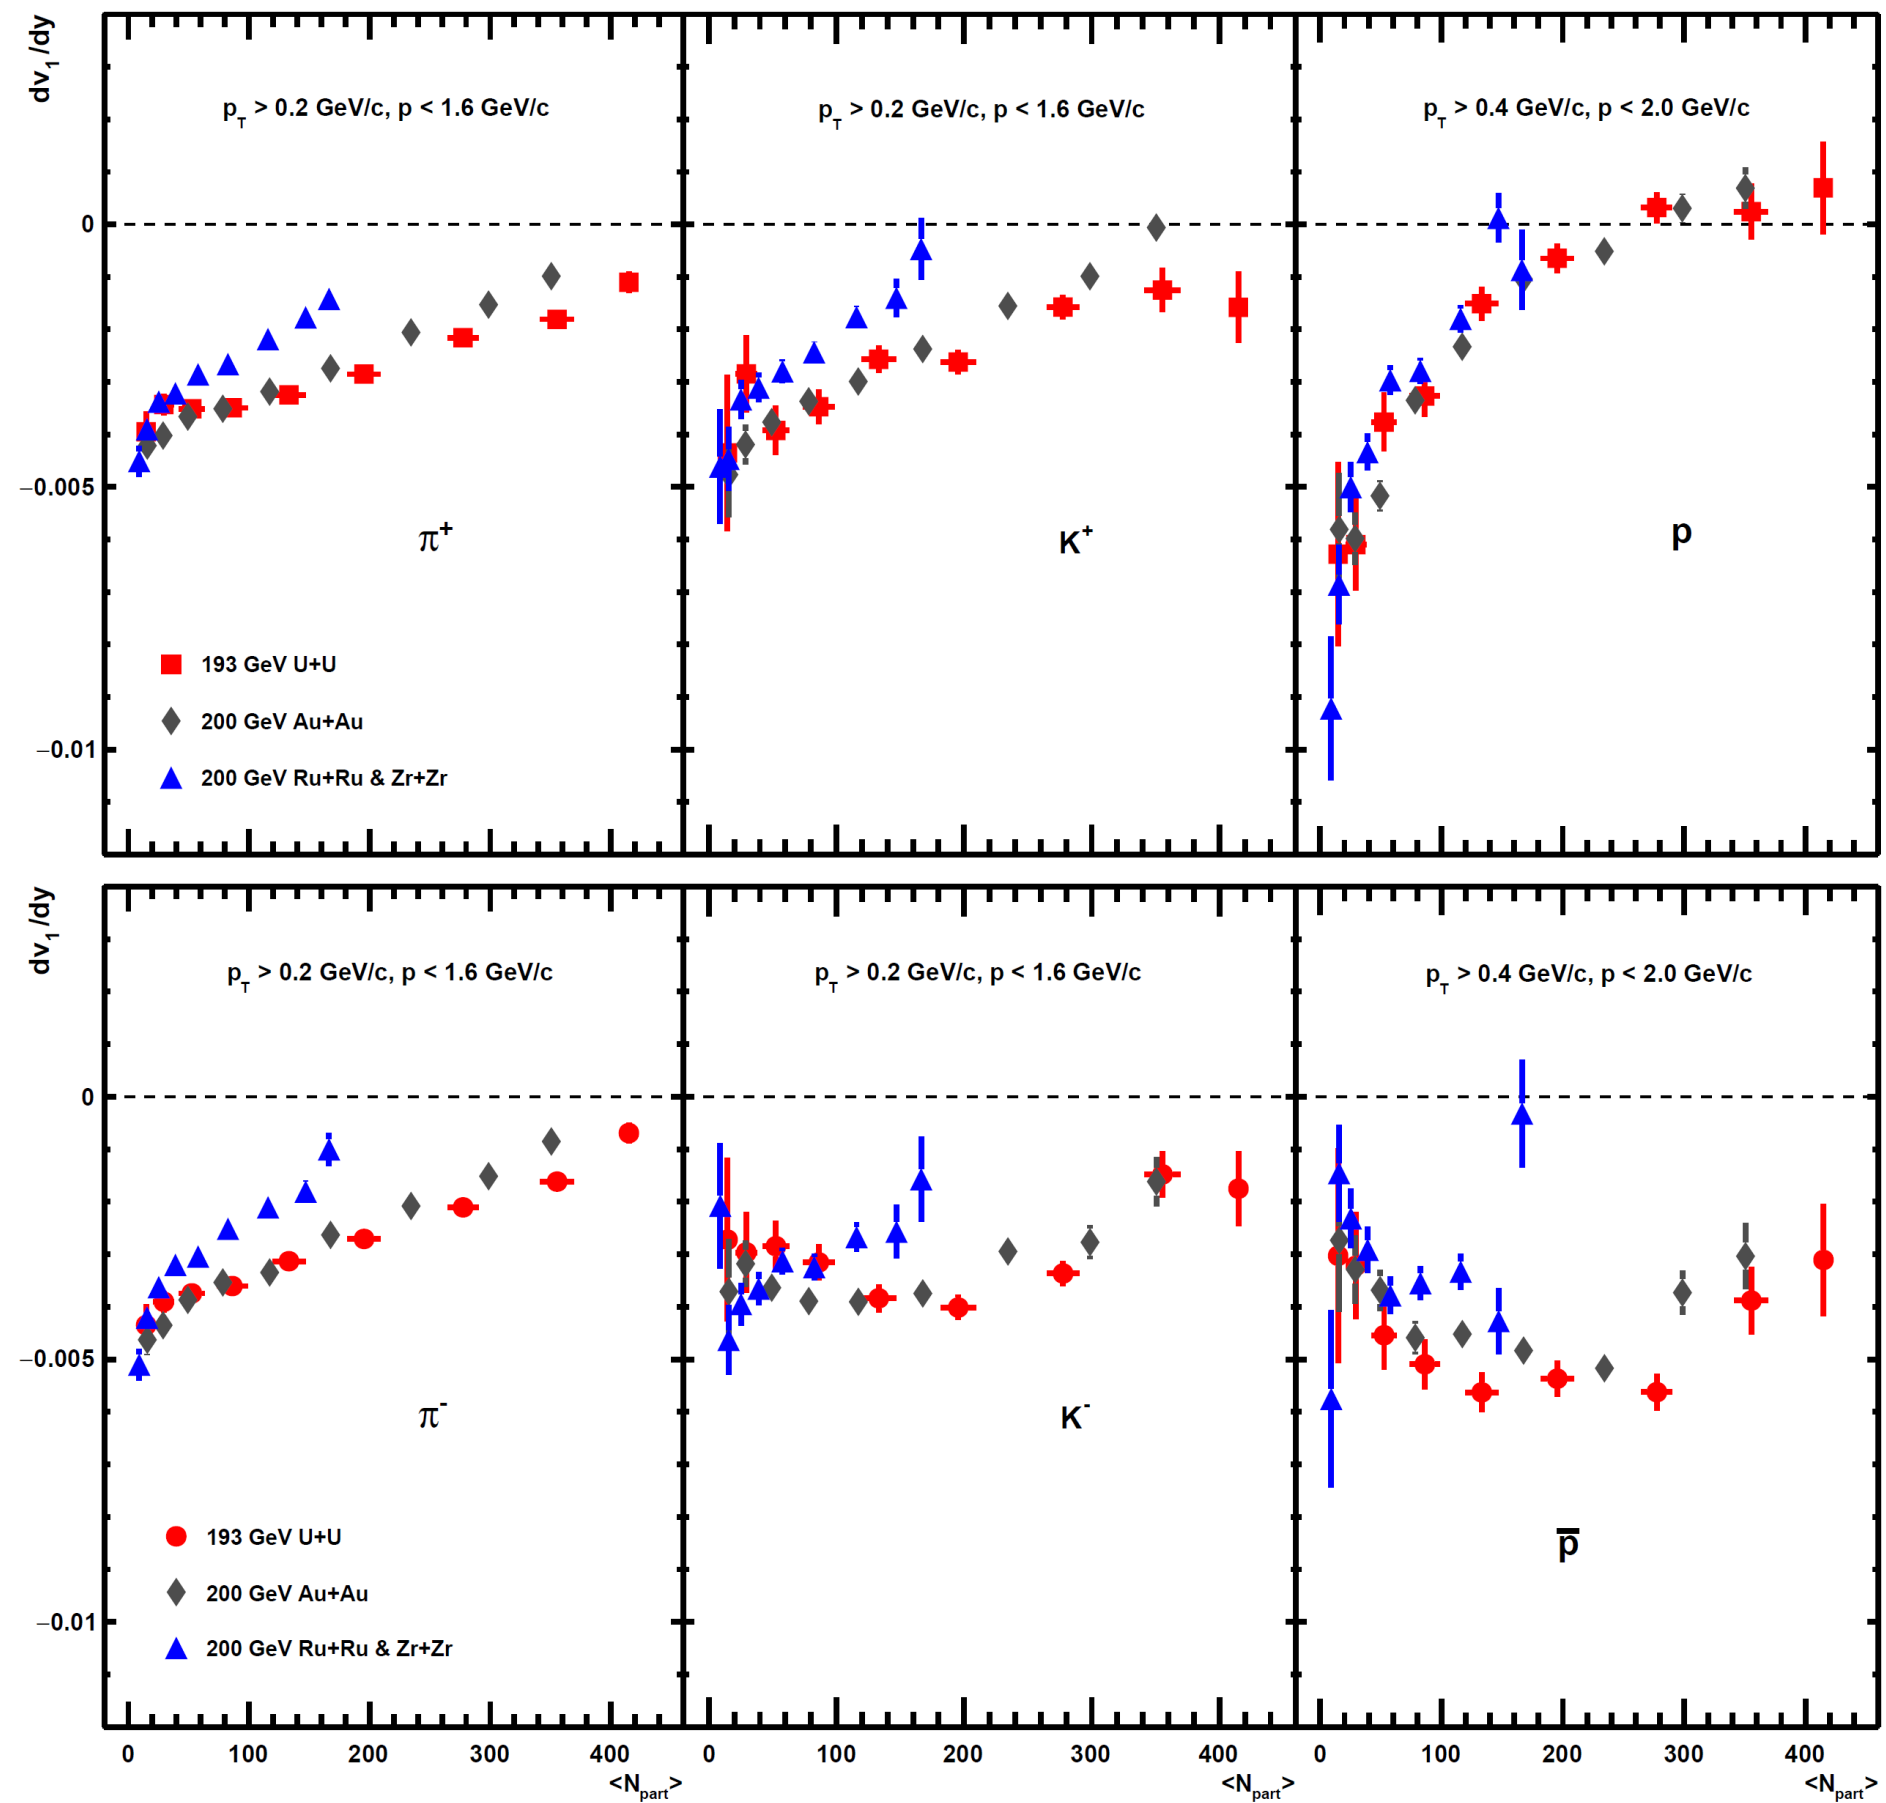 dv1/dy
pT > 0.2 GeV/c, p < 1.6 GeV/c
pT > 0.2 GeV/c, p < 1.6 GeV/c
pT > 0.4 GeV/c, p < 2.0 GeV/c
0
−0.005
−0.01
π+
K+
p
193 GeV U+U
200 GeV Au+Au
200 GeV Ru+Ru & Zr+Zr
dv1/dy
pT > 0.2 GeV/c, p < 1.6 GeV/c
pT > 0.2 GeV/c, p < 1.6 GeV/c
pT > 0.4 GeV/c, p < 2.0 GeV/c
0
−0.005
−0.01
π-
K-
p̅
193 GeV U+U
200 GeV Au+Au
200 GeV Ru+Ru & Zr+Zr
0 100 200 300 400
0 100 200 300 400
0 100 200 300 400
<Npart>
<Npart>
<Npart>